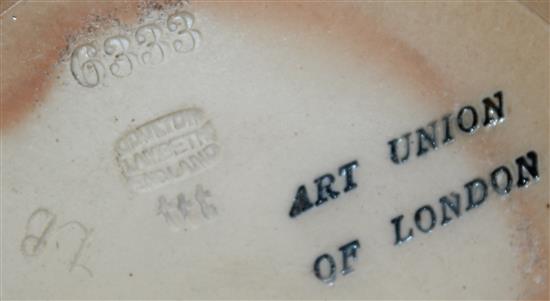 6333
DOULTON
LAMBETH
ENGLAND
ART UNION
OF LONDON